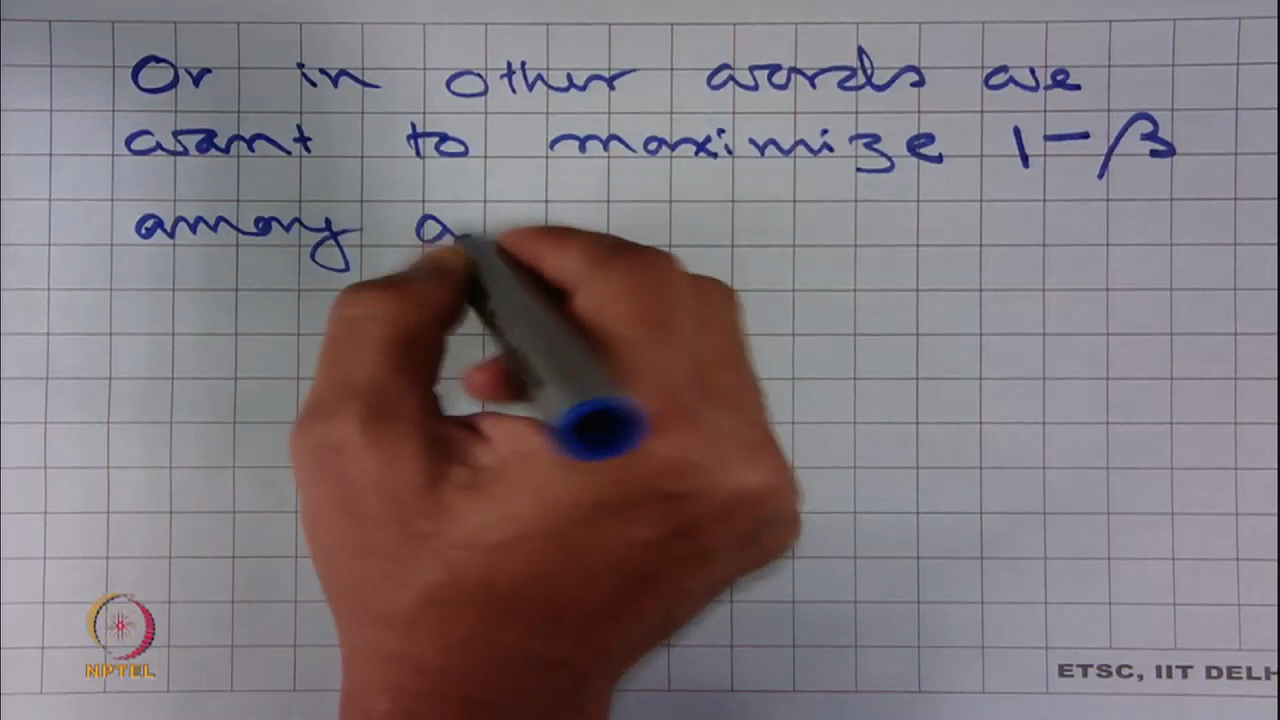 Or in other words we
want to maximize 1-β
among a
NPTEL
ETSC, IIT DELH